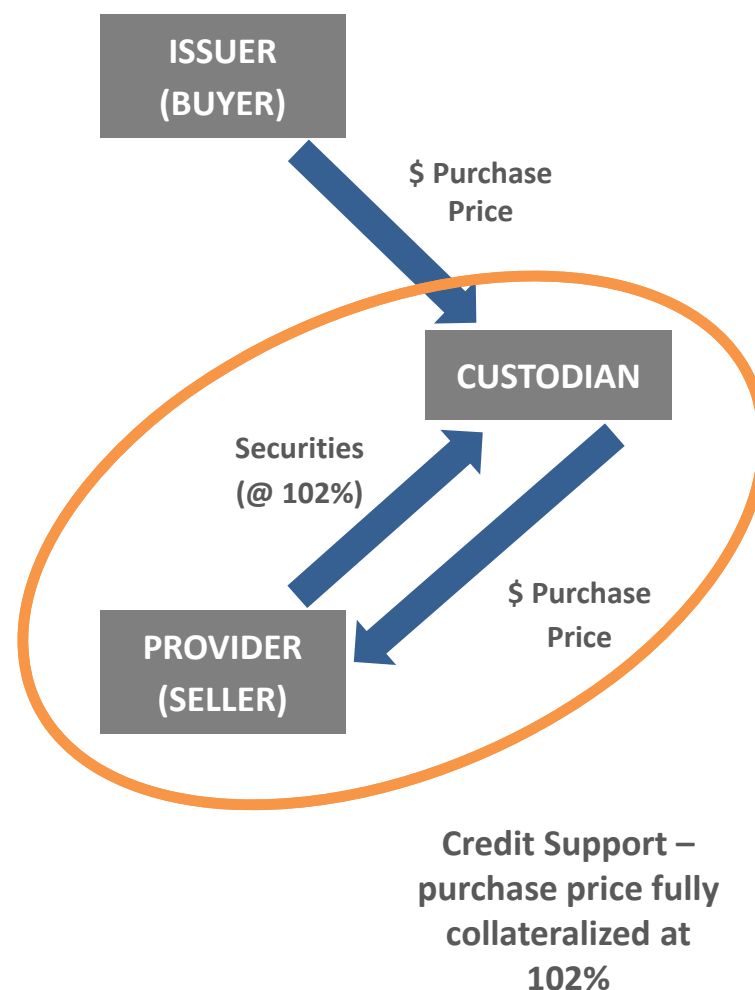 ISSUER
(BUYER)
$ Purchase
Price
CUSTODIAN
Securities
(@ 102%)
$ Purchase
Price
PROVIDER
(SELLER)
Credit Support –
purchase price fully
collateralized at
102%